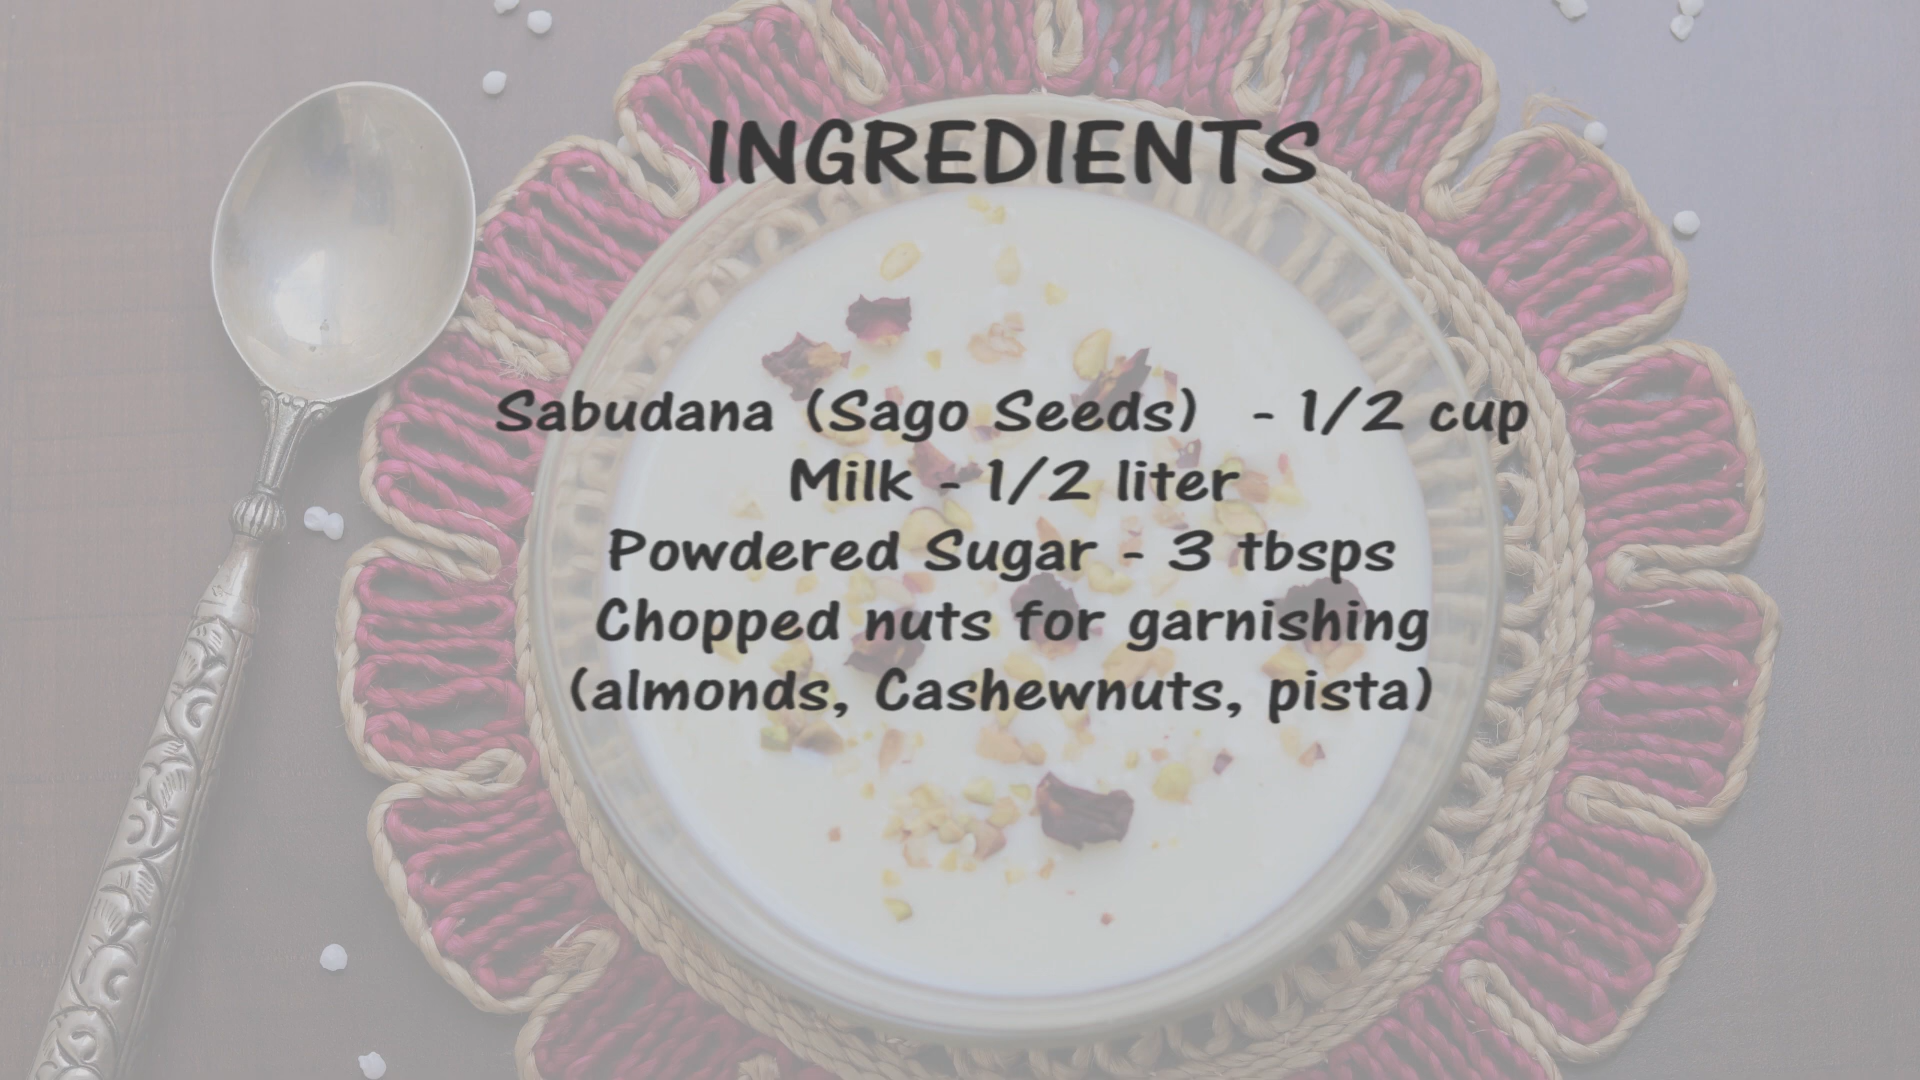 INGREDIENTS
Sabudana (Sago Seeds) - 1/2 cup
Milk - 1/2 liter
Powdered Sugar - 3 tbsps
Chopped nuts for garnishing
(almonds, Cashewnuts, pista)